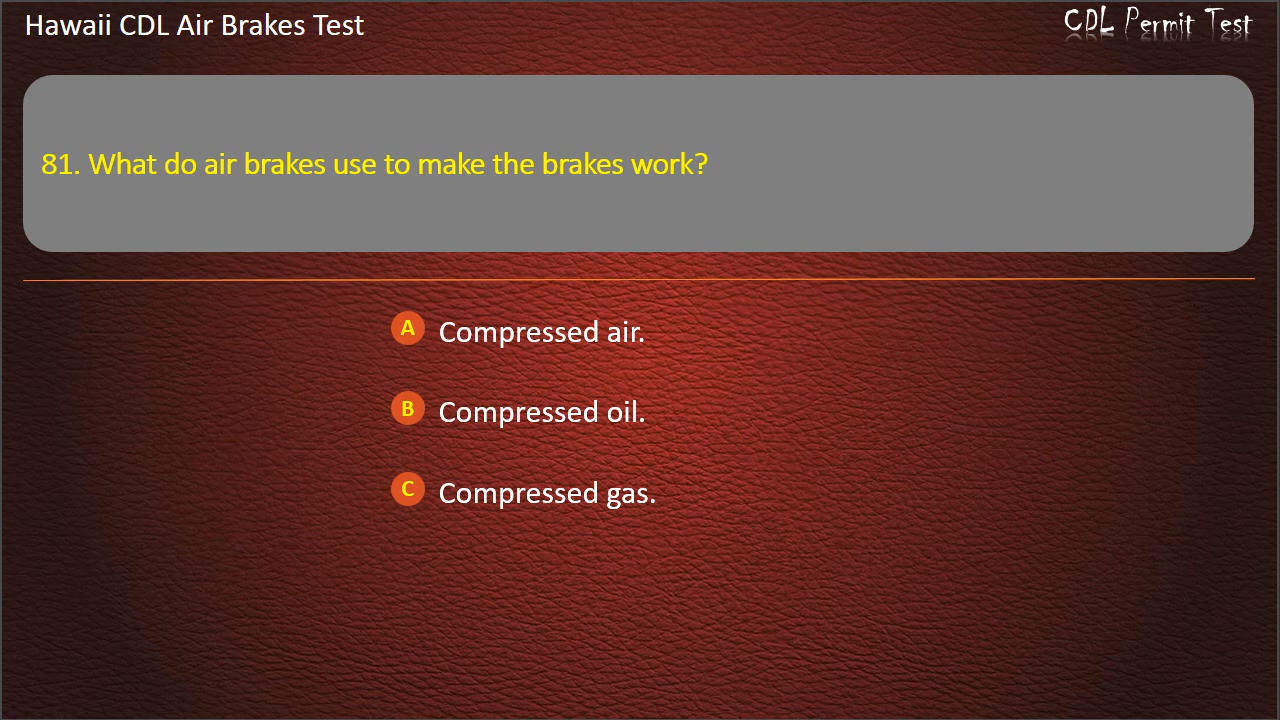 Hawaii CDL Air Brakes Test
CDL Permit Test
81. What do air brakes use to make the brakes work?
A Compressed air.
B Compressed oil.
C Compressed gas.